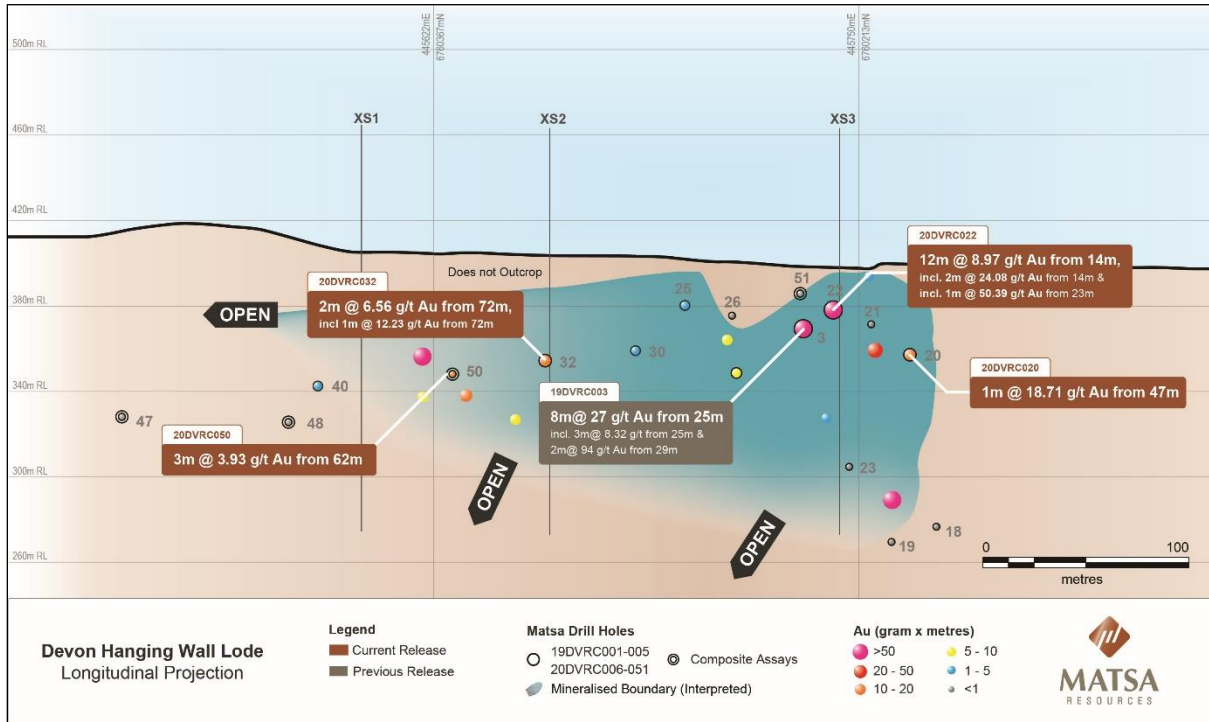 500m RL
460m RL
420m RL
380m RL
340m RL
300m RL
260m RL
445622mE
6760367mN
445750mE
6760213mN
XS1
XS2
XS3
Does not Outcrop
OPEN
OPEN
OPEN
20DVRC032
2m @ 6.56 g/t Au from 72m,
incl 1m @ 12.23 g/t Au from 72m
20DVRC050
3m @ 3.93 g/t Au from 62m
19DVRC003
8m@ 27 g/t Au from 25m
incl. 3m@ 8.32 g/t from 25m &
2m@ 94 g/t Au from 29m
20DVRC022
12m @ 8.97 g/t Au from 14m,
incl. 2m @ 24.08 g/t Au from 14m &
incl. 1m @ 50.39 g/t Au from 23m
20DVRC020
1m @ 18.71 g/t Au from 47m
47
48
40
50
32
30
25
26
51
22
3
21
20
23
19
18
0
100
metres
Devon Hanging Wall Lode
Longitudinal Projection
Legend
Current Release
Previous Release
Matsa Drill Holes
19DVRC001-005
20DVRC006-051
Composite Assays
Mineralised Boundary (Interpreted)
Au (gram x metres)
>50
20 - 50
10 - 20
5 - 10
1 - 5
<1
MATSA
RESOURCES